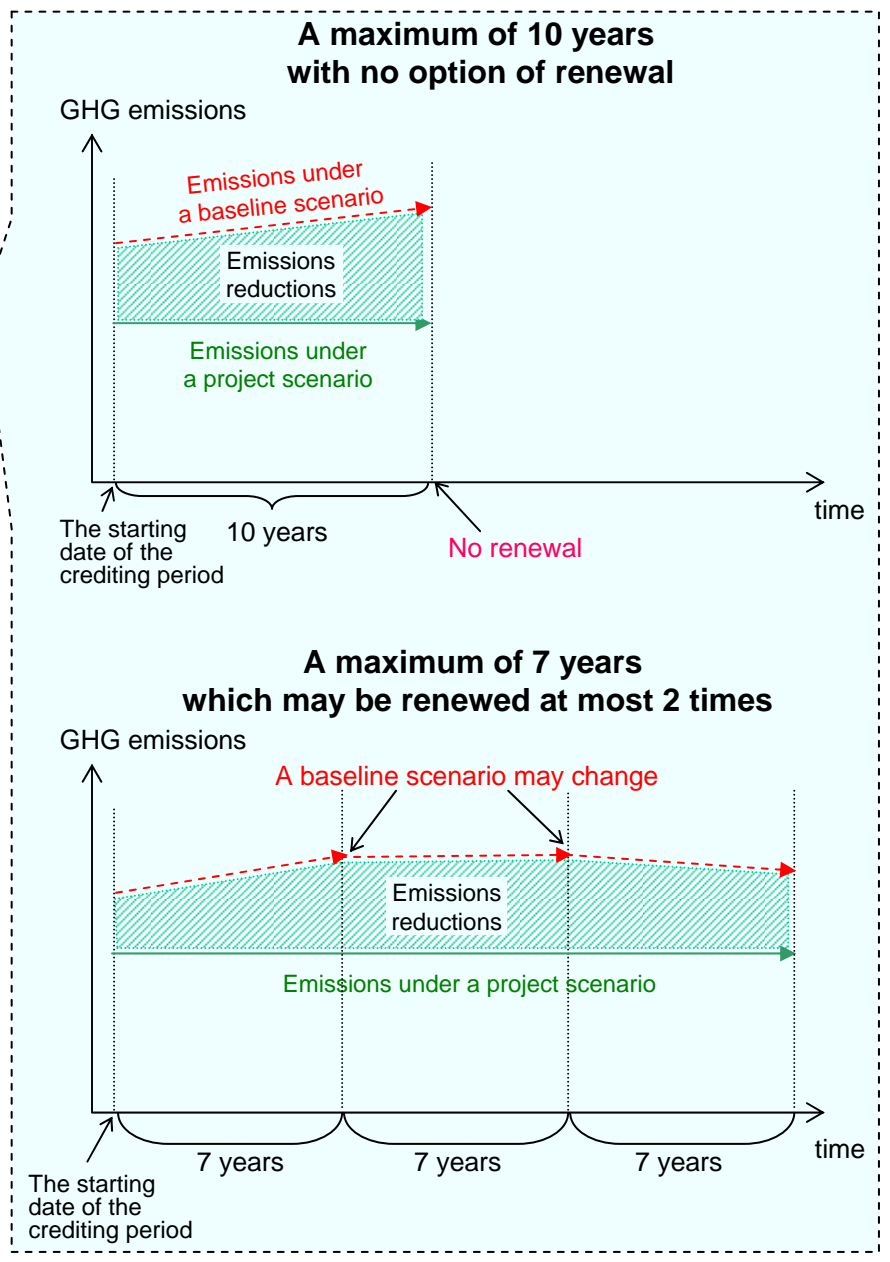 A maximum of 10 years
with no option of renewal
GHG emissions
Emissions under
a baseline scenario
Emissions
reductions
Emissions under
a project scenario
time
The starting
date of the
crediting period
10 years
No renewal
A maximum of 7 years
which may be renewed at most 2 times
GHG emissions
A baseline scenario may change
Emissions
reductions
Emissions under a project scenario
time
7 years
7 years
7 years
The starting
date of the
crediting period